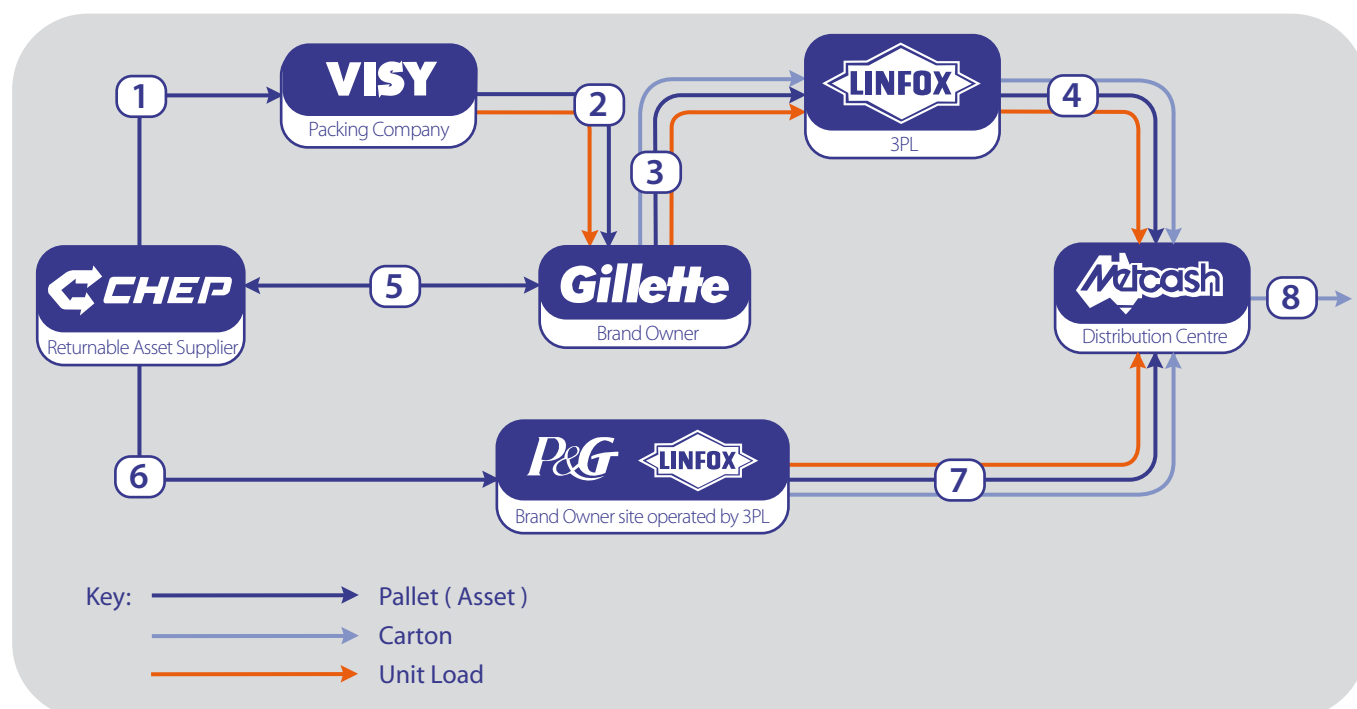 1
VISY
Packing Company
2
LINFOX
3PL
4
3
CHEP
Returnable Asset Supplier
5
Gillette
Brand Owner
Metcash
Distribution Centre
8
6
P&G LINFOX
Brand Owner site operated by 3PL
7
Key: Pallet ( Asset )
Carton
Unit Load